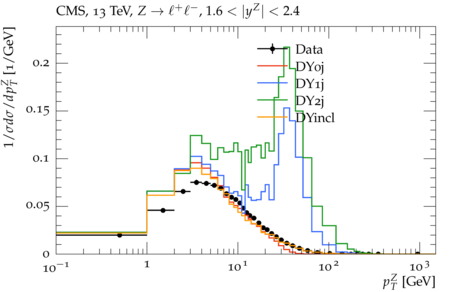 CMS, 13 TeV, Z → ℓ⁺ℓ⁻, 1.6 < |y^Z| < 2.4
1/σdσ/dp_T^Z [1/GeV]
0.2
0.15
0.1
0.05
0
Data
DY0j
DY1j
DY2j
DYincl
10⁻¹ 1 10¹ 10² 10³
p_T^Z [GeV]